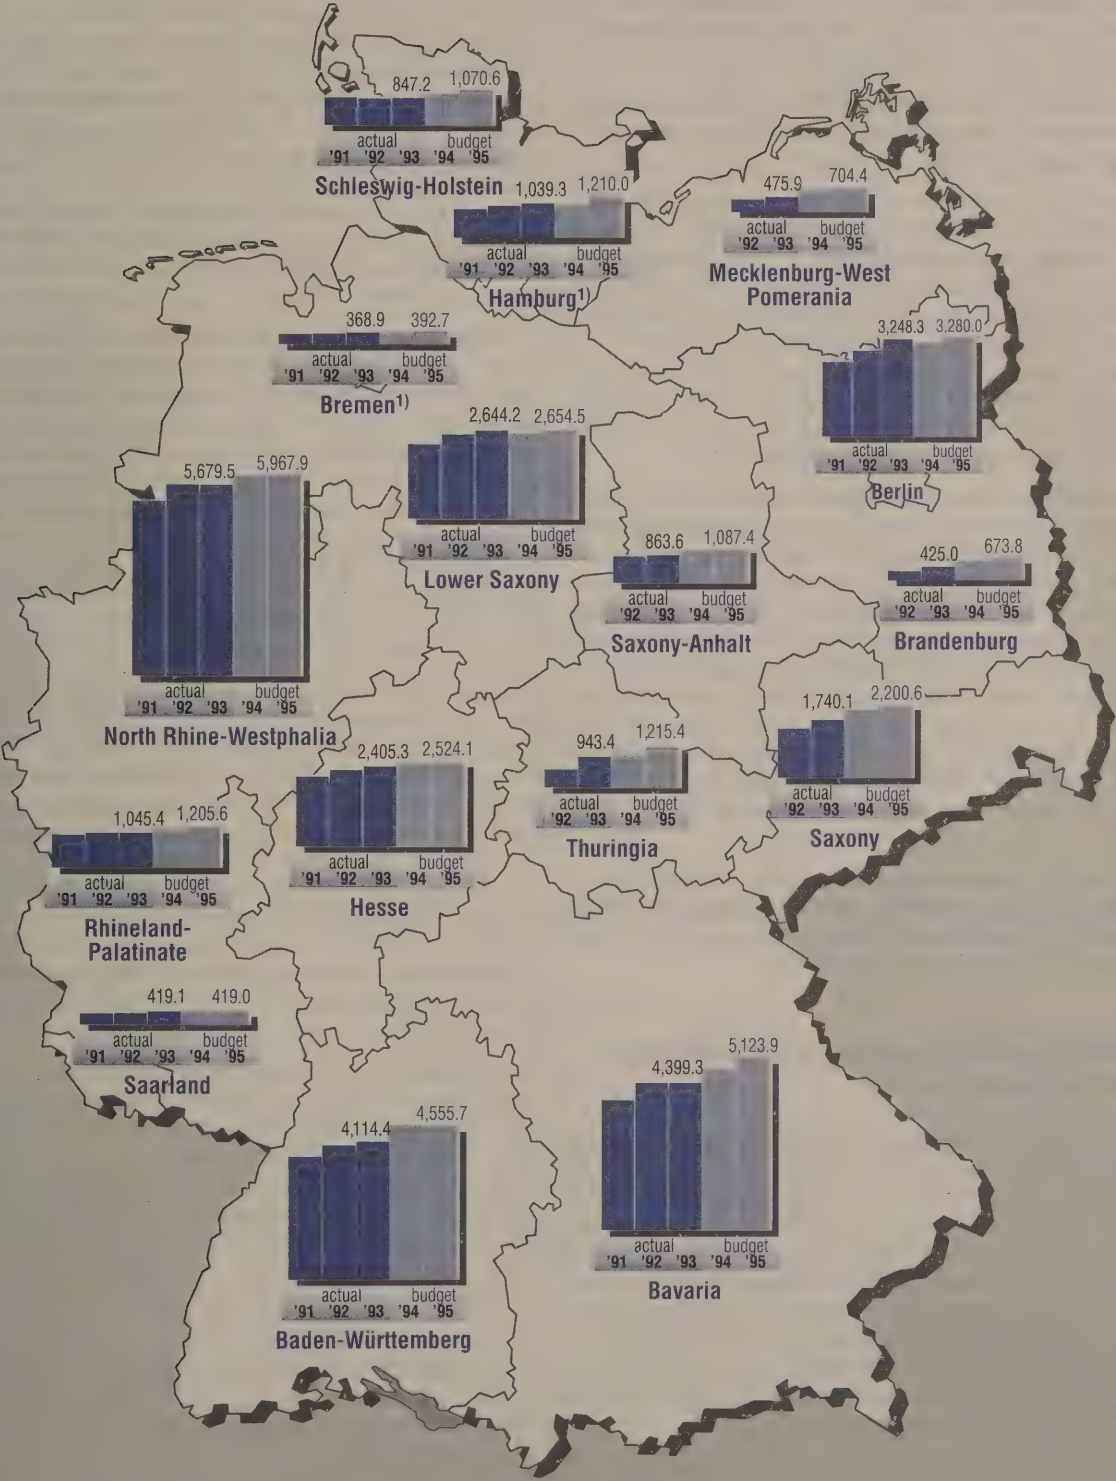 847.2 1,070.6
actual budget
'91 '92 '93 '94 '95
Schleswig-Holstein
1,039.3 1,210.0
actual budget
'91 '92 '93 '94 '95
Hamburg1)
475.9 704.4
actual budget
'92 '93 '94 '95
Mecklenburg-West
Pomerania
368.9 392.7
actual budget
'91 '92 '93 '94 '95
Bremen1)
3,248.3 3,280.0
actual budget
'91 '92 '93 '94 '95
Berlin
2,644.2 2,654.5
actual budget
'91 '92 '93 '94 '95
Lower Saxony
5,679.5 5,967.9
actual budget
'91 '92 '93 '94 '95
North Rhine-Westphalia
863.6 1,087.4
actual budget
'92 '93 '94 '95
Saxony-Anhalt
425.0 673.8
actual budget
'92 '93 '94 '95
Brandenburg
2,405.3 2,524.1
actual budget
'91 '92 '93 '94 '95
Hesse
943.4 1,215.4
actual budget
'92 '93 '94 '95
Thuringia
1,740.1 2,200.6
actual budget
'92 '93 '94 '95
Saxony
1,045.4 1,205.6
actual budget
'91 '92 '93 '94 '95
Rhineland-
Palatinate
419.1 419.0
actual budget
'91 '92 '93 '94 '95
Saarland
4,114.4 4,555.7
actual budget
'91 '92 '93 '94 '95
Baden-Württemberg
4,399.3 5,123.9
actual budget
'91 '92 '93 '94 '95
Bavaria